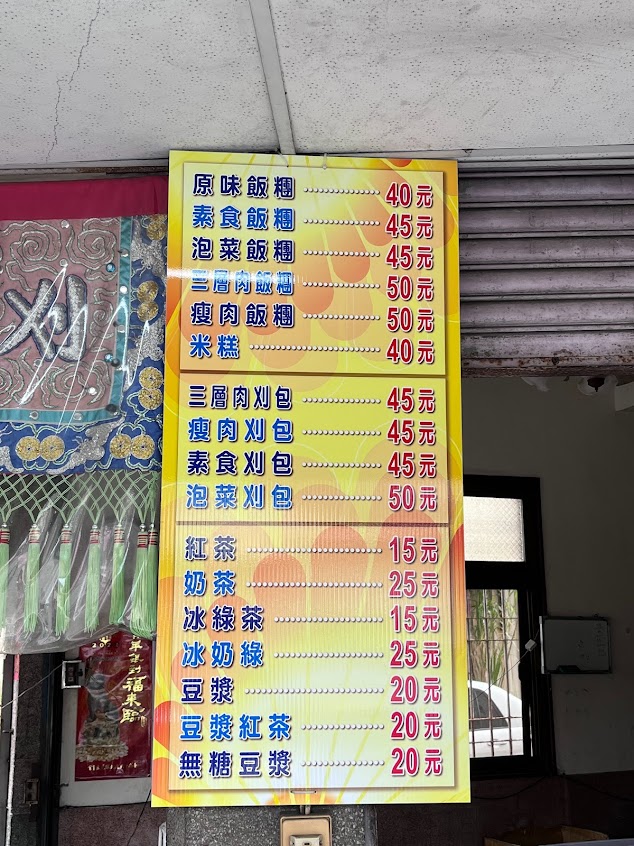 原味飯糰 40元
素食飯糰 45元
泡菜飯糰 45元
三層肉飯糰 50元
瘦肉飯糰 50元
米糕 40元
三層肉刈包 45元
瘦肉刈包 45元
素食刈包 45元
泡菜刈包 50元
紅茶 15元
奶茶 25元
冰綠茶 15元
冰奶綠 25元
豆漿 20元
豆漿紅茶 20元
無糖豆漿 20元
刈
福來臨